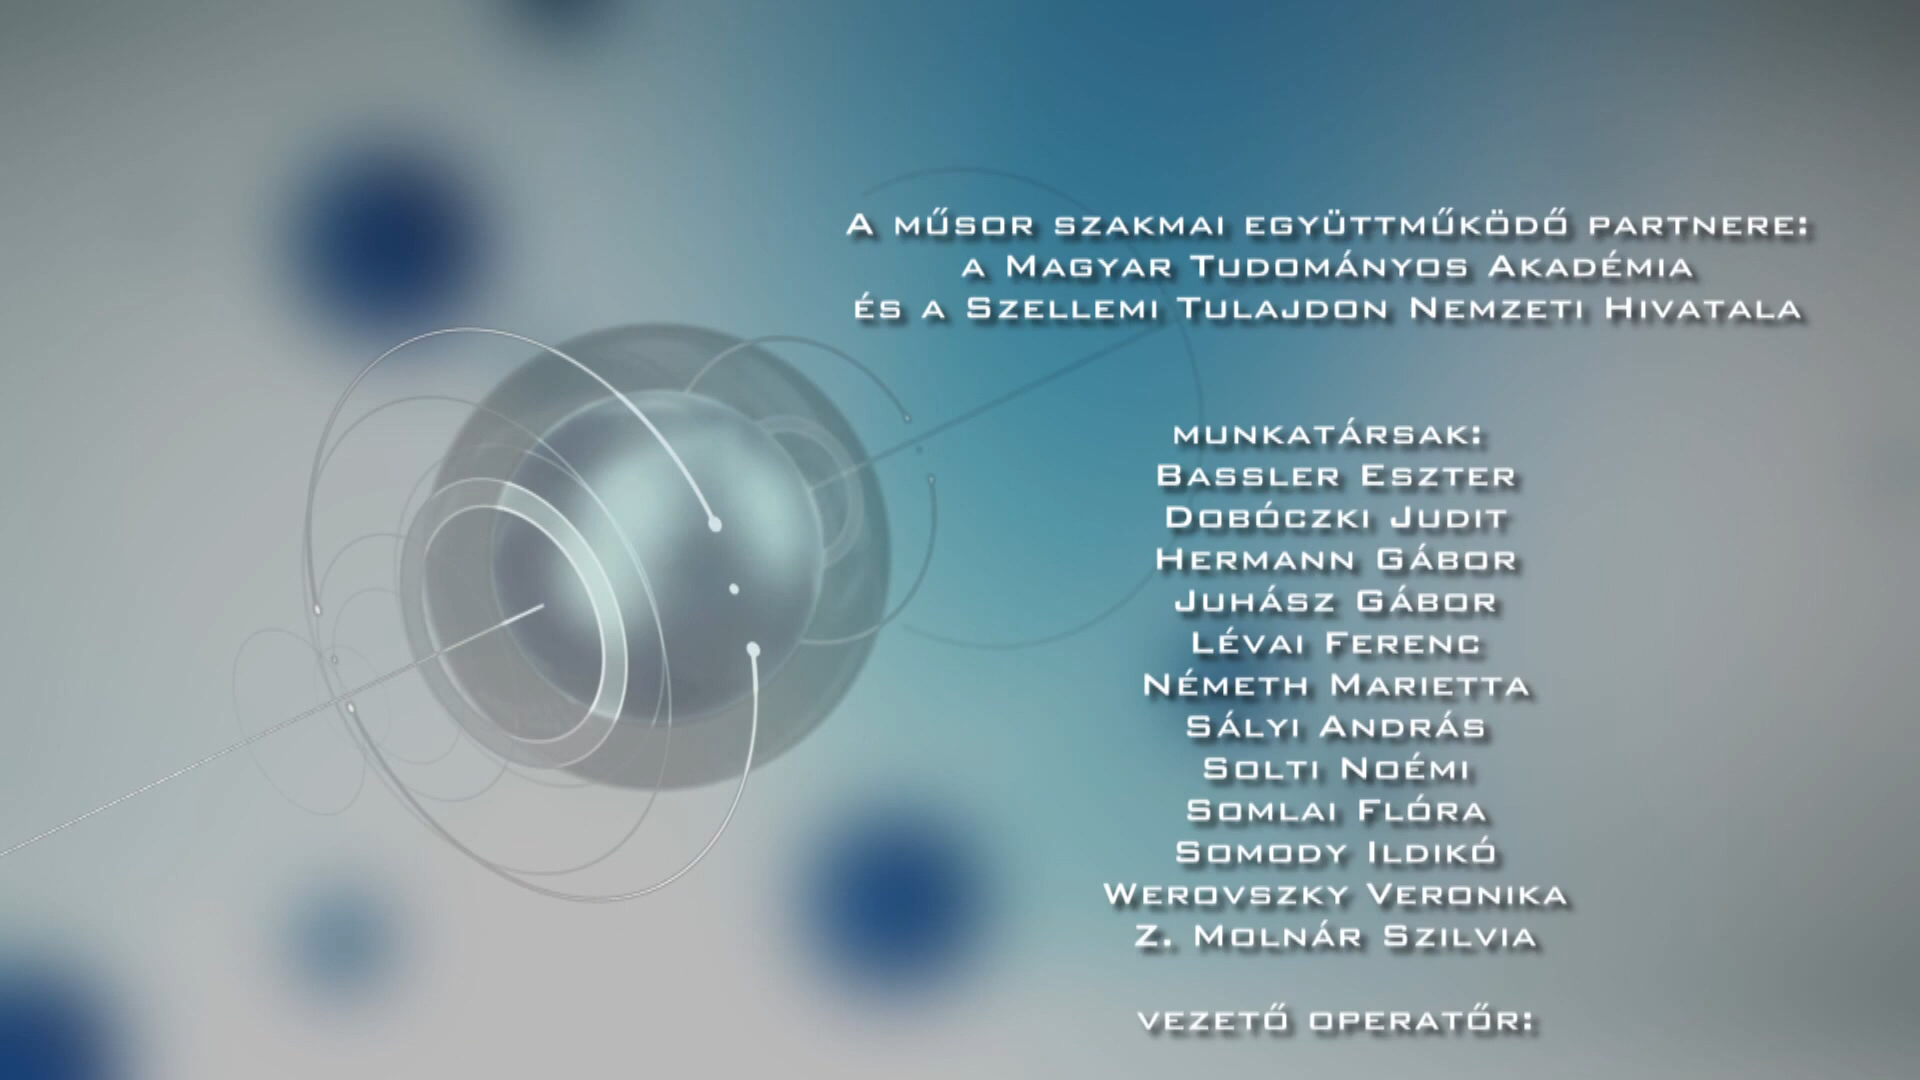 A műsor szakmai együttműködő partnere:
a Magyar Tudományos Akadémia
és a Szellemi Tulajdon Nemzeti Hivatala
munkatársak:
Bassler Eszter
Dobóczki Judit
Hermann Gábor
Juhász Gábor
Lévai Ferenc
Németh Marietta
Sályi András
Solti Noémi
Somlai Flóra
Somody Ildikó
Werovszky Veronika
Z. Molnár Szilvia
vezető operatőr: